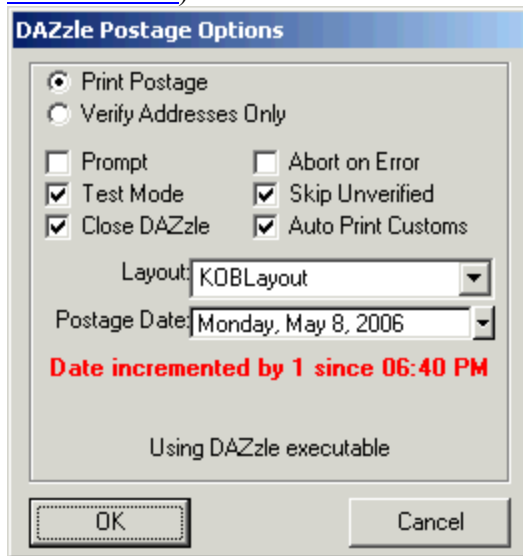 DAZzle Postage Options
Print Postage
Verify Addresses Only
Prompt
Abort on Error
Test Mode
Skip Unverified
Close DAZzle
Auto Print Customs
Layout: KOBLayout
Postage Date: Monday, May 8, 2006
Date incremented by 1 since 06:40 PM
Using DAZzle executable
OK
Cancel